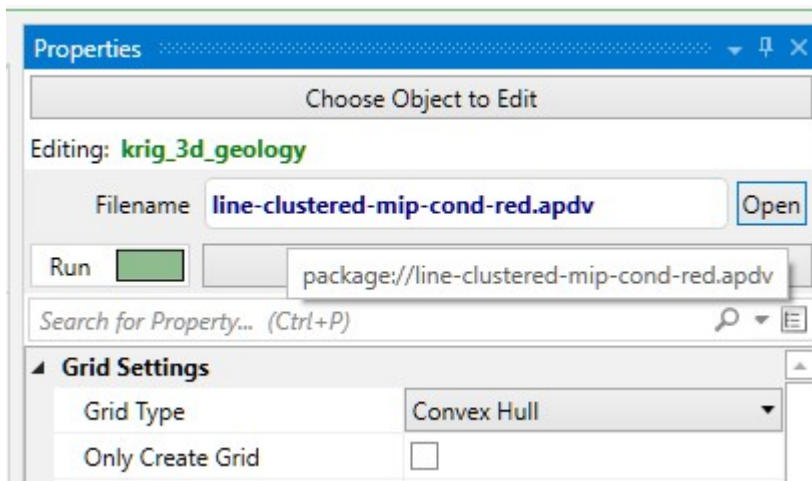 Properties
Choose Object to Edit
Editing: krig_3d_geology
Filename line-clustered-mip-cond-red.apdv Open
Run
package://line-clustered-mip-cond-red.apdv
Search for Property... (Ctrl+P)
Grid Settings
Grid Type Convex Hull
Only Create Grid